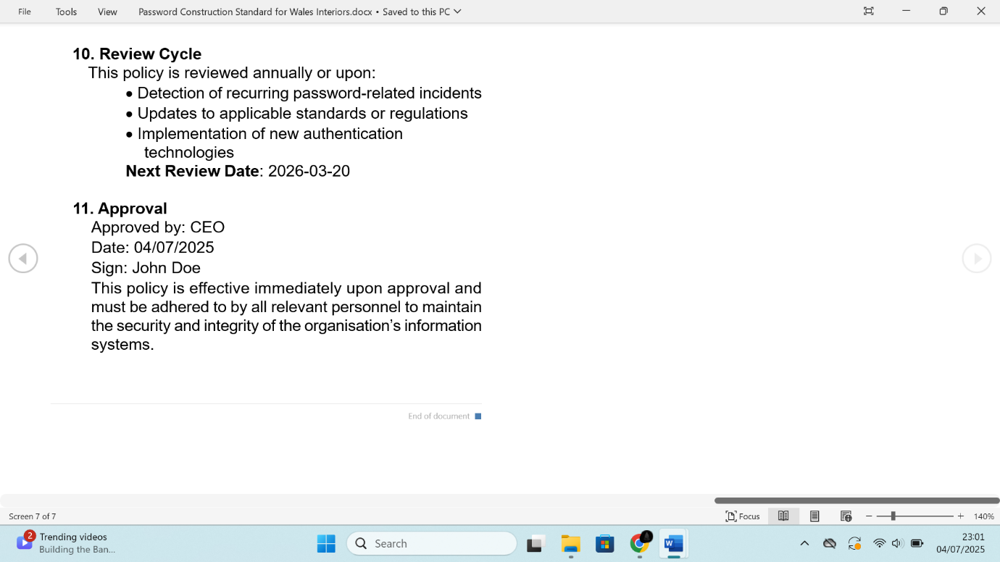 File Tools View Password Construction Standard for Wales Interiors.docx • Saved to this PC
10. Review Cycle
This policy is reviewed annually or upon:
• Detection of recurring password-related incidents
• Updates to applicable standards or regulations
• Implementation of new authentication
technologies
Next Review Date: 2026-03-20
11. Approval
Approved by: CEO
Date: 04/07/2025
Sign: John Doe
This policy is effective immediately upon approval and
must be adhered to by all relevant personnel to maintain
the security and integrity of the organisation’s information
systems.
End of document
Screen 7 of 7 Focus 140%
2 Trending videos
Building the Ban...
Search
W
23:01
04/07/2025